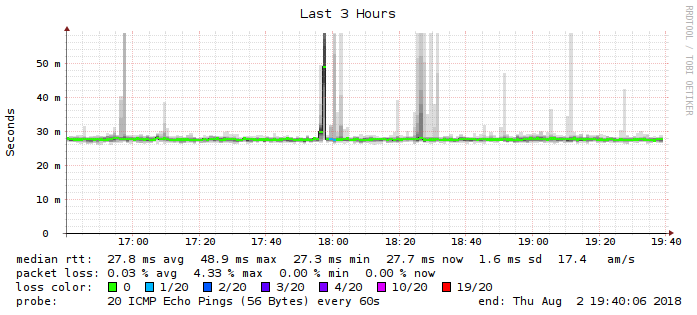 Last 3 Hours
RRDTOOL / TOBI OETIKER
Seconds
50 m
40 m
30 m
20 m
10 m
0
17:00 17:20 17:40 18:00 18:20 18:40 19:00 19:20 19:40
median rtt: 27.8 ms avg 48.9 ms max 27.3 ms min 27.7 ms now 1.6 ms sd 17.4 am/s
packet loss: 0.03 % avg 4.33 % max 0.00 % min 0.00 % now
loss color: 0 1/20 2/20 3/20 4/20 10/20 19/20
probe: 20 ICMP Echo Pings (56 Bytes) every 60s end: Thu Aug 2 19:40:06 2018